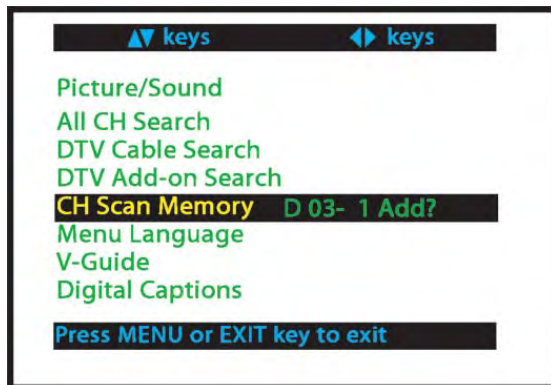 ▲▼ keys ◀▶ keys
Picture/Sound
All CH Search
DTV Cable Search
DTV Add-on Search
CH Scan Memory D 03- 1 Add?
Menu Language
V-Guide
Digital Captions
Press MENU or EXIT key to exit